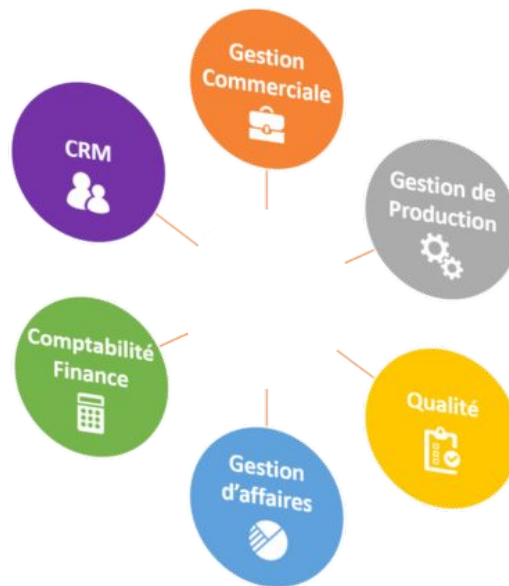 Gestion
Commerciale
CRM
Gestion de
Production
Comptabilité
Finance
Qualité
Gestion
d'affaires